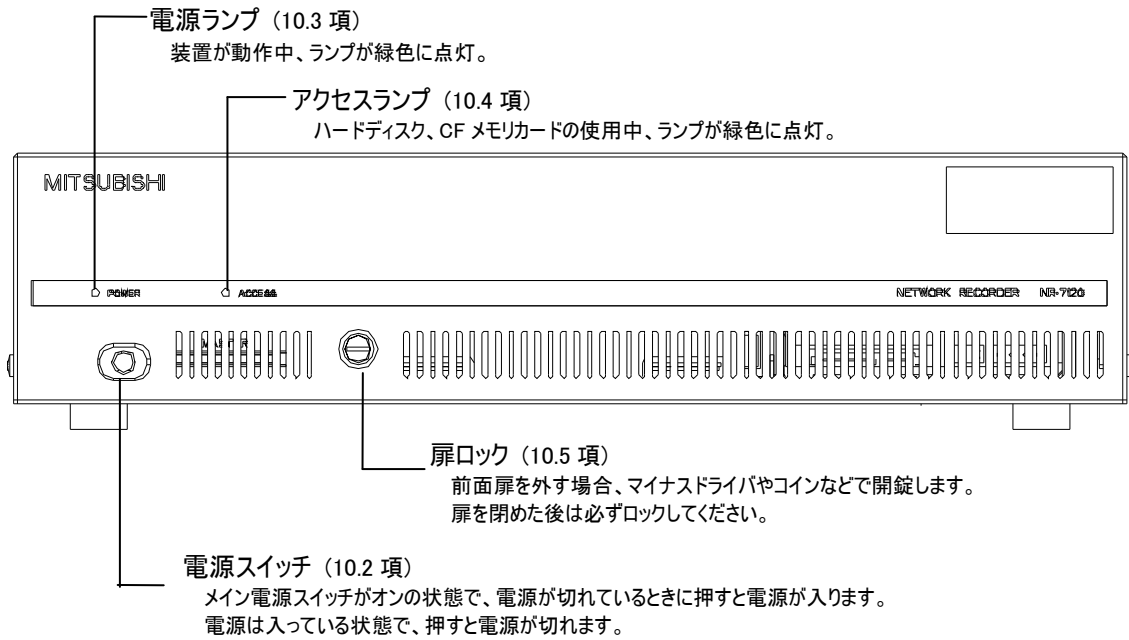 電源ランプ (10.3 項)
装置が動作中、ランプが緑色に点灯。
アクセスランプ (10.4 項)
ハードディスク、CF メモリカードの使用中、ランプが緑色に点灯。
MITSUBISHI
POWER
ACCESS
NETWORK RECORDER NR-7120
扉ロック (10.5 項)
前面扉を外す場合、マイナスドライバやコインなどで開錠します。
扉を閉めた後は必ずロックしてください。
電源スイッチ (10.2 項)
メイン電源スイッチがオンの状態で、電源が切れているときに押すと電源が入ります。
電源は入っている状態で、押すと電源が切れます。